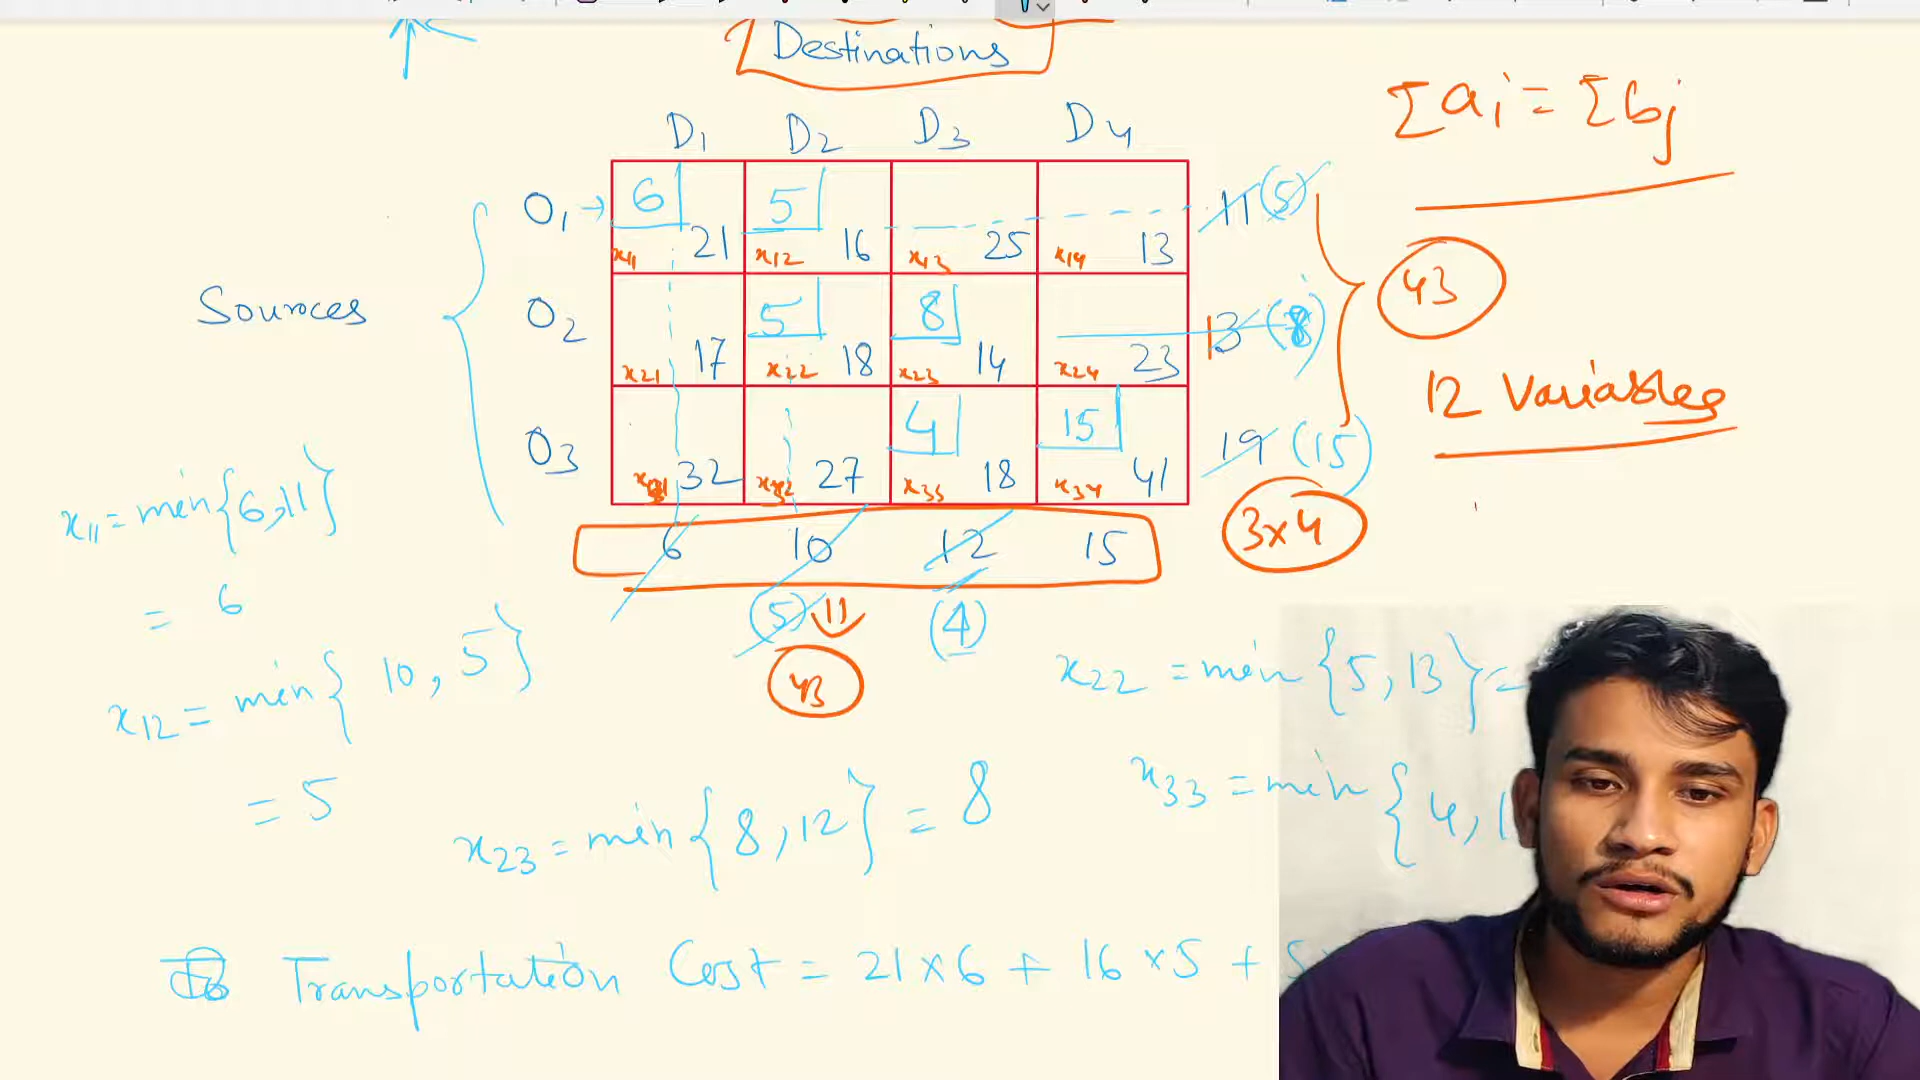 Destinations
Σai = Σbj
D1 D2 D3 D4
O1 → 6 5 11 (5)
x11 21 x12 16 x13 25 x14 13
43
Sources
O2 5 8 13 (8)
x21 17 x22 18 x23 14 x24 23
12 Variables
O3 4 15 19 (15)
32 27 x33 18 x34 41
3x4
6 10 12 15
(5) 11 (4)
43
x11 = min{6,11}
= 6
x12 = min{10, 5}
= 5
x22 = min{5,13} =
x33 = min{4,1
x23 = min{8,12} = 8
Transportation Cost = 21×6 + 16×5 + 5